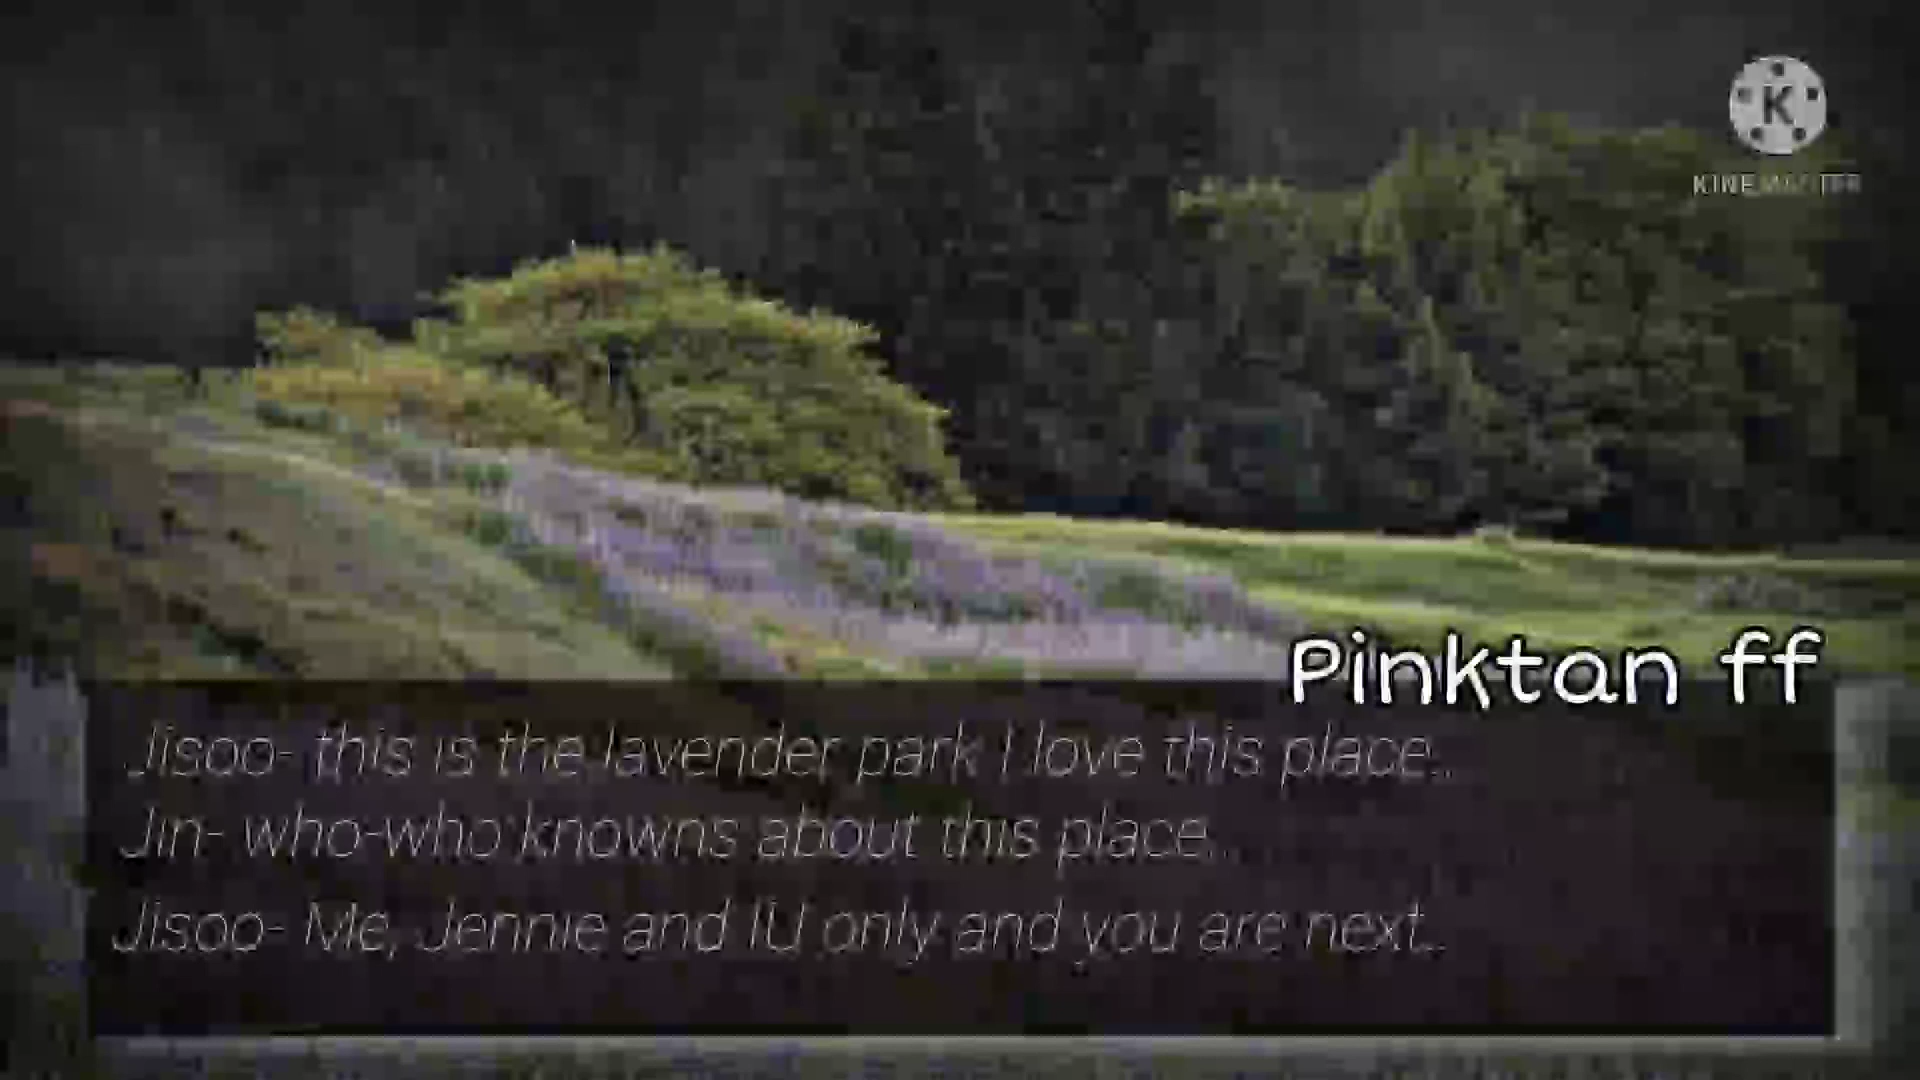 K
KINEMASTER
Pinktan ff
Jisoo- this is the lavender park I love this place..
Jin- who-who knowns about this place..
Jisoo- Me, Jennie and IU only and you are next..